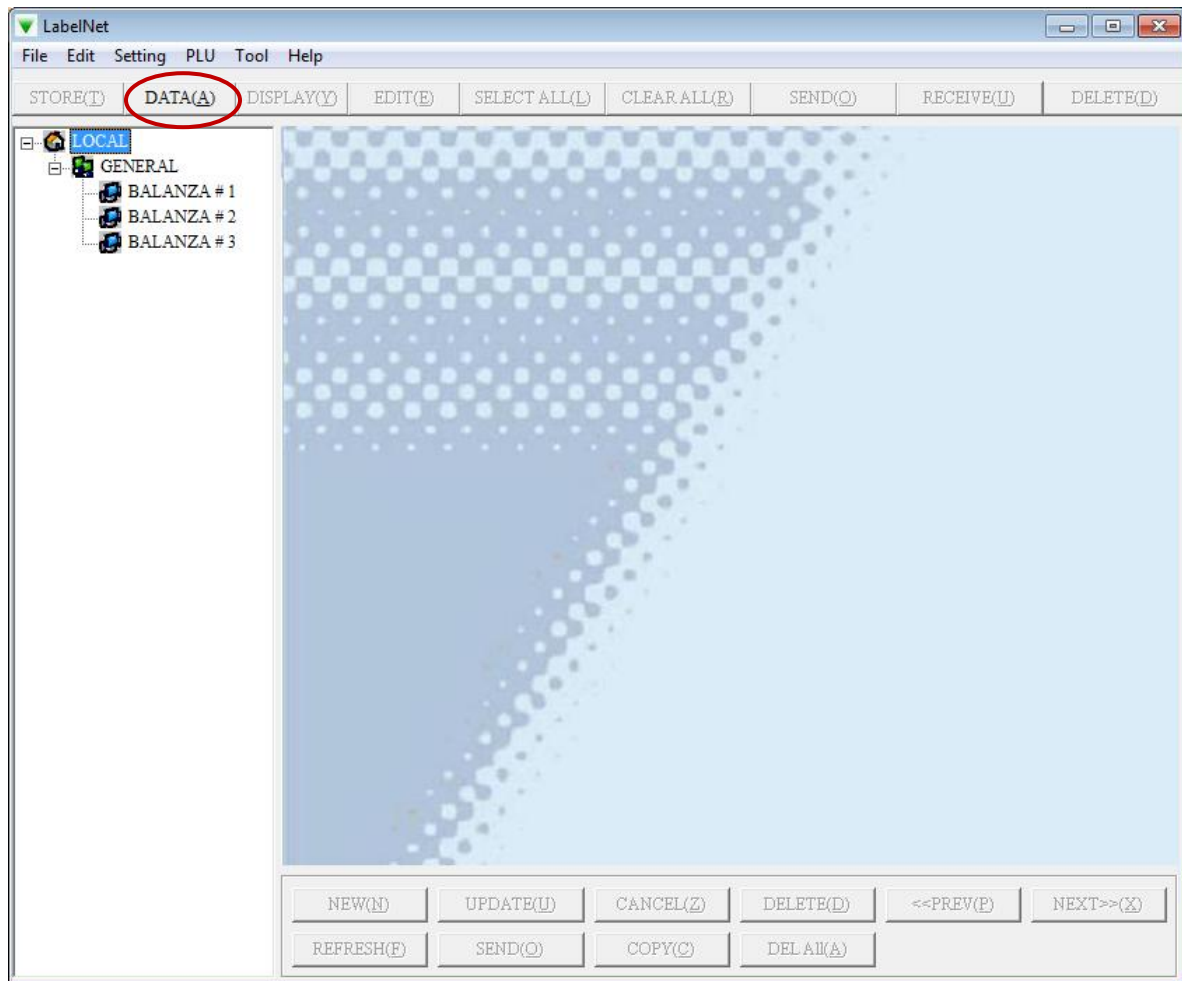 LabelNet
File Edit Setting PLU Tool Help
STORE(T) DATA(A) DISPLAY(Y) EDIT(E) SELECT ALL(L) CLEAR ALL(R) SEND(O) RECEIVE(U) DELETE(D)
LOCAL
GENERAL
BALANZA # 1
BALANZA # 2
BALANZA # 3
NEW(N) UPDATE(U) CANCEL(Z) DELETE(D) <<PREV(P) NEXT>>(X)
REFRESH(F) SEND(O) COPY(C) DEL All(A)